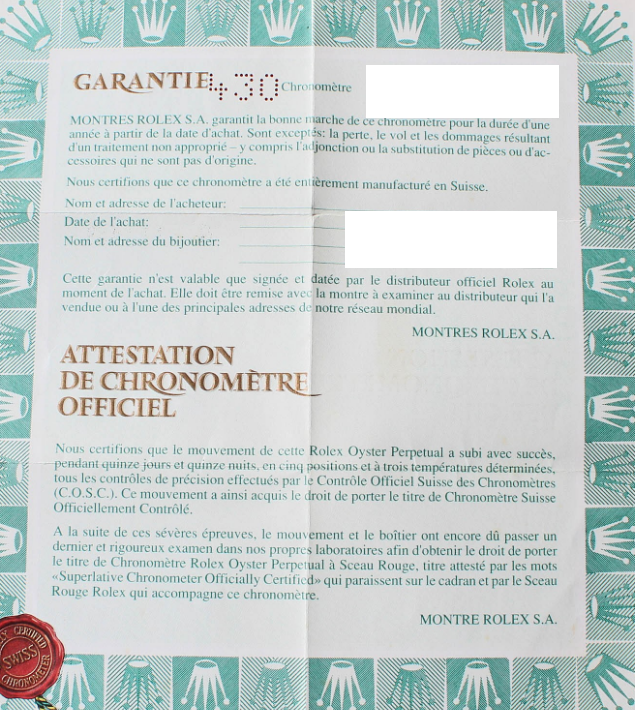 GARANTIE 430 Chronomètre
MONTRES ROLEX S.A. garantit la bonne marche de ce chronomètre pour la durée d'une
année à partir de la date d'achat. Sont exceptés: la perte, le vol et les dommages résultant
d'un traitement non approprié – y compris l'adjonction ou la substitution de pièces ou d'ac-
cessoires qui ne sont pas d'origine.
Nous certifions que ce chronomètre a été entièrement manufacturé en Suisse.
Nom et adresse de l'acheteur:
Date de l'achat:
Nom et adresse du bijoutier:
Cette garantie n'est valable que signée et datée par le distributeur officiel Rolex au
moment de l'achat. Elle doit être remise avec la montre à examiner au distributeur qui l'a
vendue ou à l'une des principales adresses de notre réseau mondial.
MONTRES ROLEX S.A.
ATTESTATION
DE CHRONOMÈTRE
OFFICIEL
Nous certifions que le mouvement de cette Rolex Oyster Perpetual a subi avec succès,
pendant quinze jours et quinze nuits, en cinq positions et à trois températures déterminées,
tous les contrôles de précision effectués par le Contrôle Officiel Suisse des Chronomètres
(C.O.S.C.). Ce mouvement a ainsi acquis le droit de porter le titre de Chronomètre Suisse
Officiellement Contrôlé.
A la suite de ces sévères épreuves, le mouvement et le boîtier ont encore dû passer un
dernier et rigoureux examen dans nos propres laboratoires afin d'obtenir le droit de porter
le titre de Chronomètre Rolex Oyster Perpetual à Sceau Rouge, titre attesté par les mots
«Superlative Chronometer Officially Certified» qui paraissent sur le cadran et par le Sceau
Rouge Rolex qui accompagne ce chronomètre.
MONTRE ROLEX S.A.
CERTIFIED
SWISS
CHRONOMETER